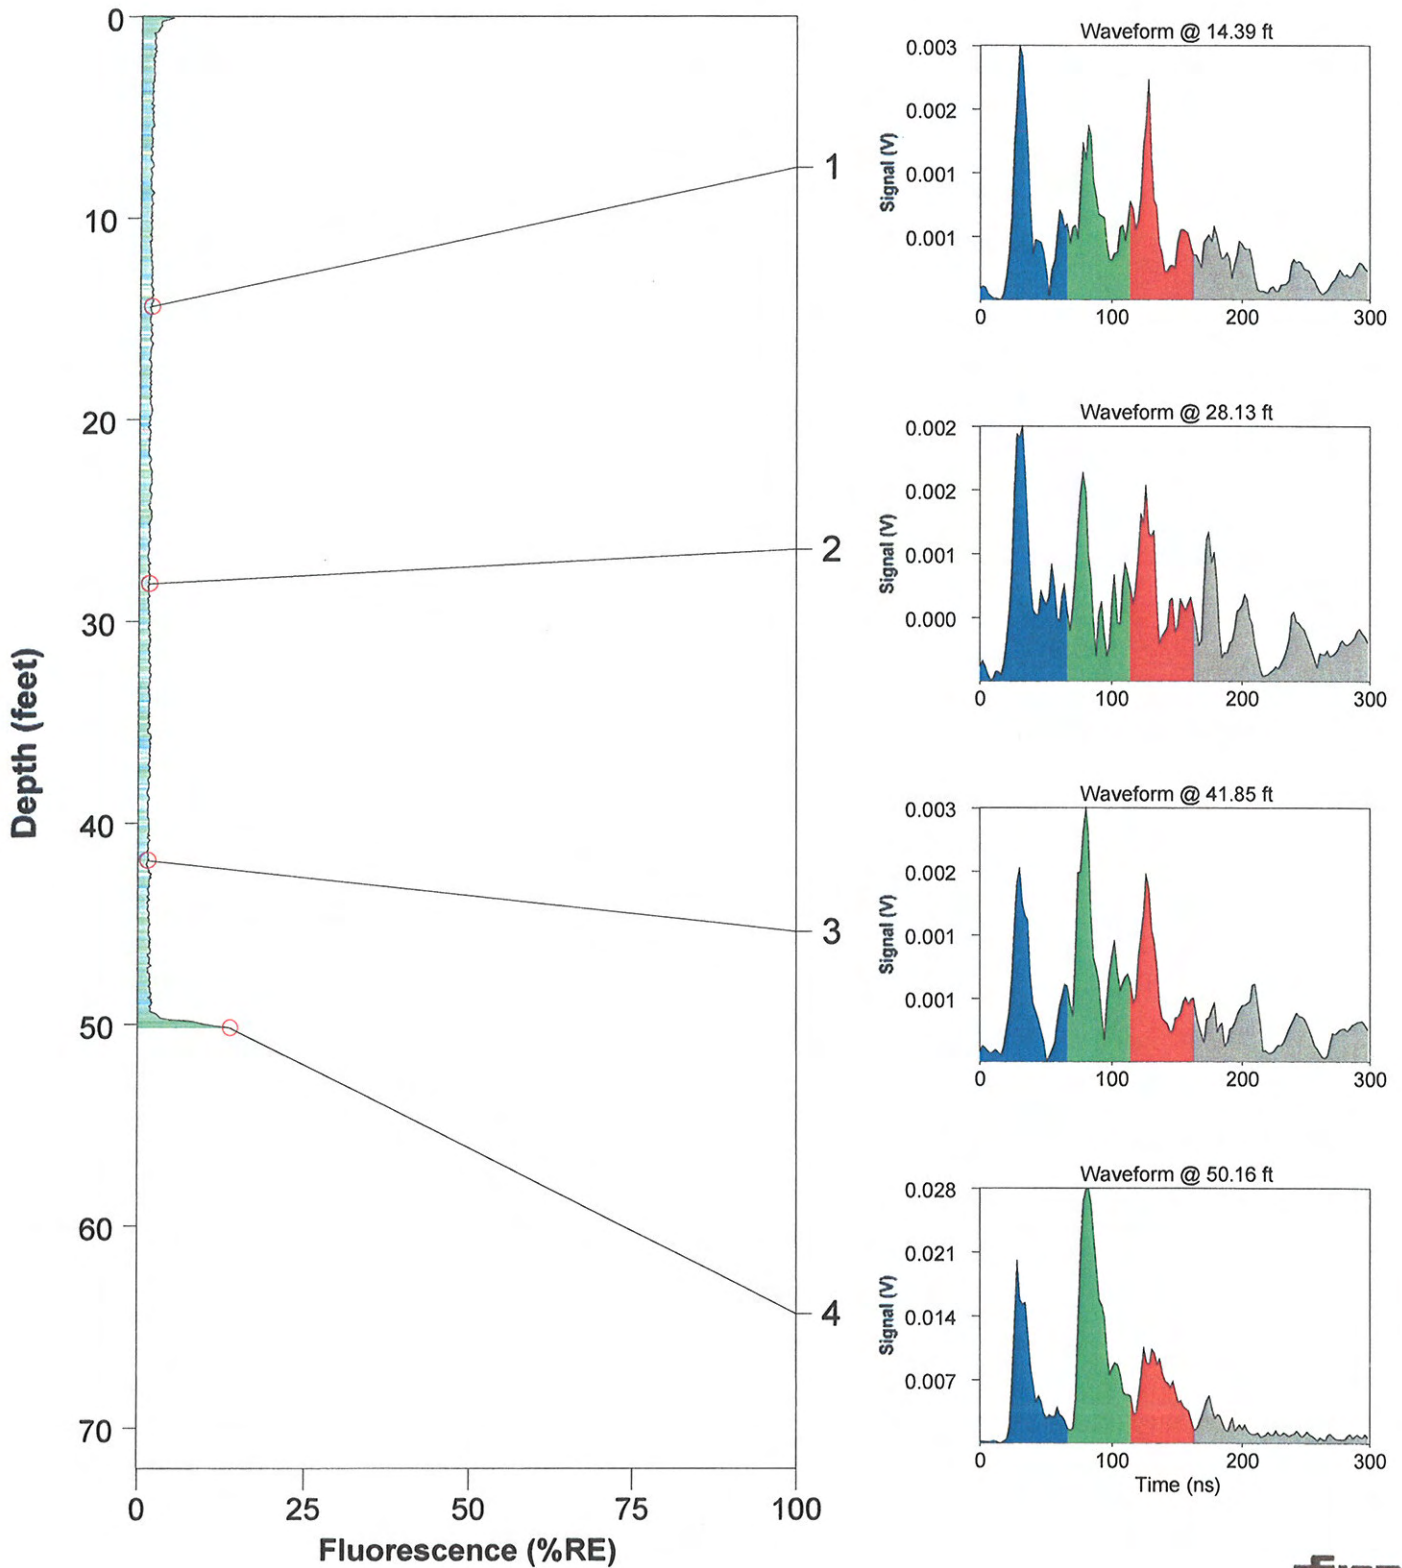 0
10
20
30
40
50
60
70
Depth (feet)
0 25 50 75 100
Fluorescence (%RE)
1
2
3
4
Waveform @ 14.39 ft
0.003
0.002
0.001
0.001
Signal (V)
0 100 200 300
Waveform @ 28.13 ft
0.002
0.002
0.001
0.000
Signal (V)
0 100 200 300
Waveform @ 41.85 ft
0.003
0.002
0.001
0.001
Signal (V)
0 100 200 300
Waveform @ 50.16 ft
0.028
0.021
0.014
0.007
Signal (V)
0 100 200 300
Time (ns)